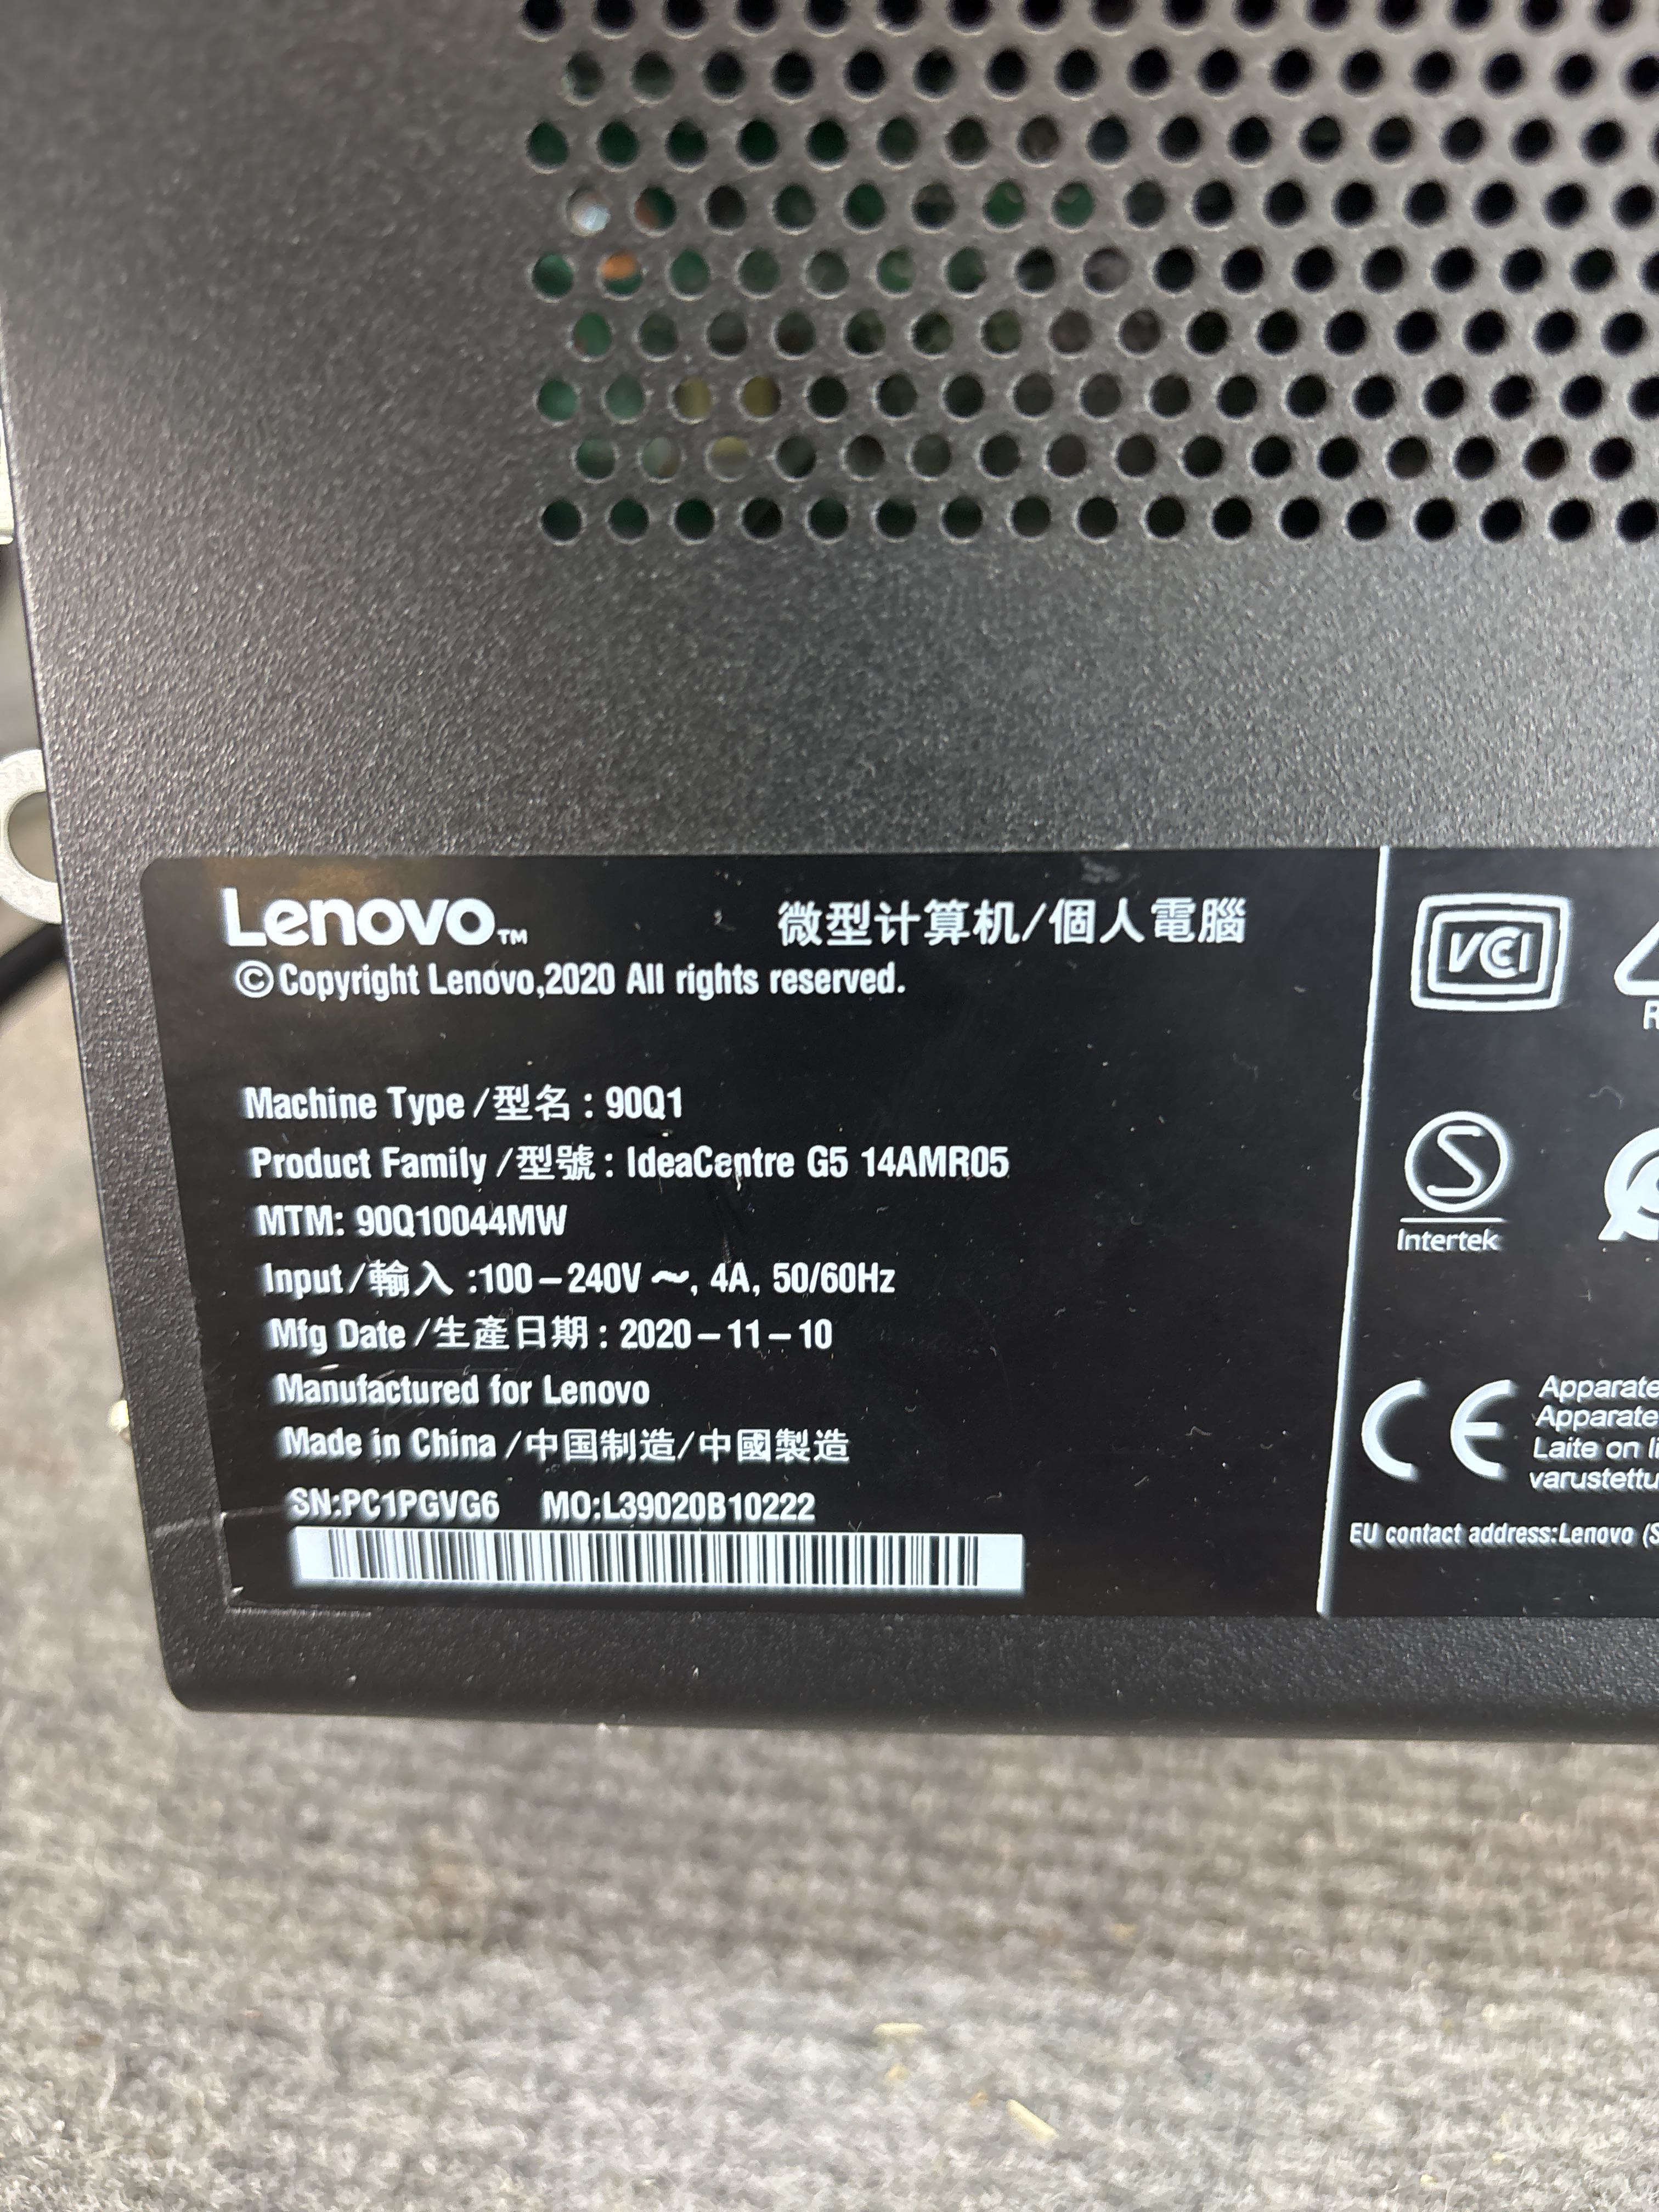 Lenovo™ 微型计算机/個人電腦
©Copyright Lenovo,2020 All rights reserved.
Machine Type/型名: 90Q1
Product Family/型號: IdeaCentre G5 14AMR05
MTM: 90Q10044MW
Input/輸入:100-240V～, 4A, 50/60Hz
Mfg Date/生產日期: 2020-11-10
Manufactured for Lenovo
Made in China/中国制造/中國製造
SN:PC1PGVG6 MO:L39020B10222
VCCI
R
Intertek
CE
Apparate
Apparate
Laite on
varustettu
EU contact address:Lenovo (S